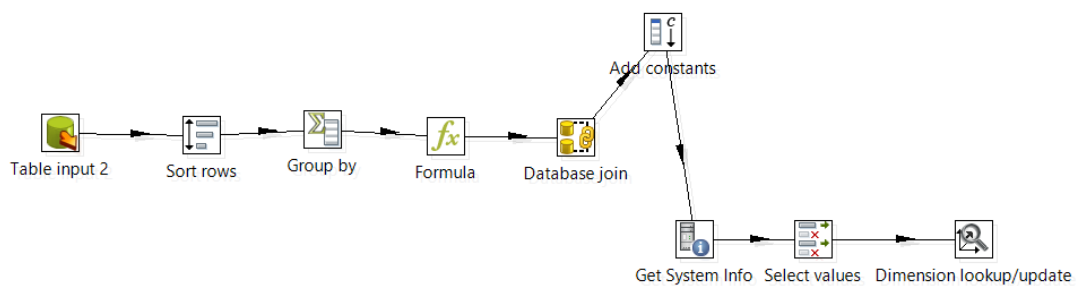 Table input 2
Sort rows
Σ
Group by
fx
Formula
Database join
C
Add constants
i
Get System Info
Select values
Dimension lookup/update